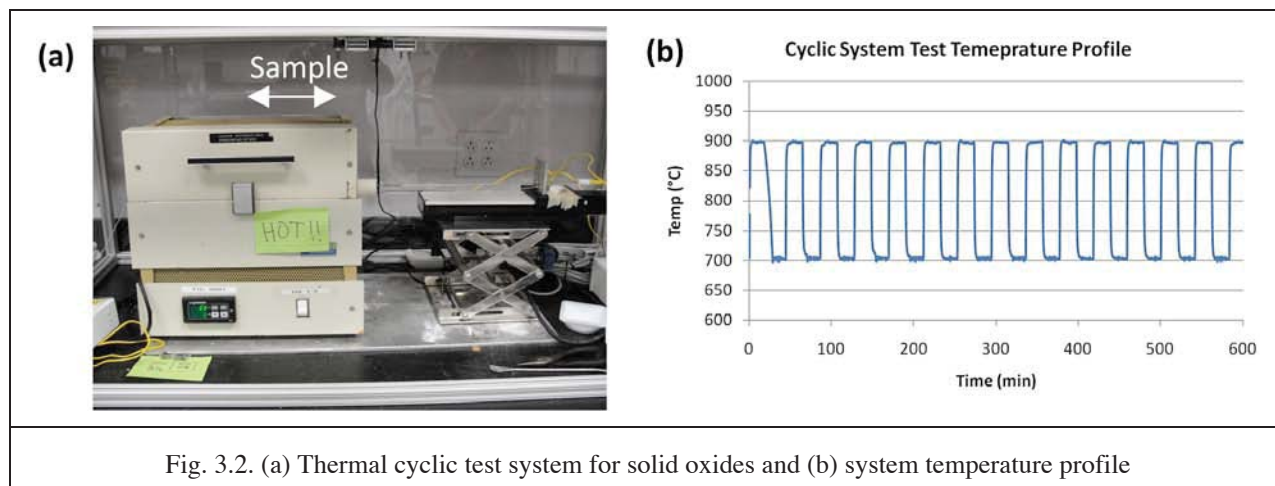 (a)
Sample
HOT!!
(b)
Cyclic System Test Temeprature Profile
1000
950
900
850
800
750
700
650
600
Temp (°C)
0
100
200
300
400
500
600
Time (min)
Fig. 3.2. (a) Thermal cyclic test system for solid oxides and (b) system temperature profile